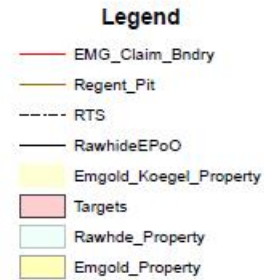 Legend
EMG_Claim_Bndry
Regent_Pit
RTS
RawhideEPoO
Emgold_Koegel_Property
Targets
Rawhde_Property
Emgold_Property